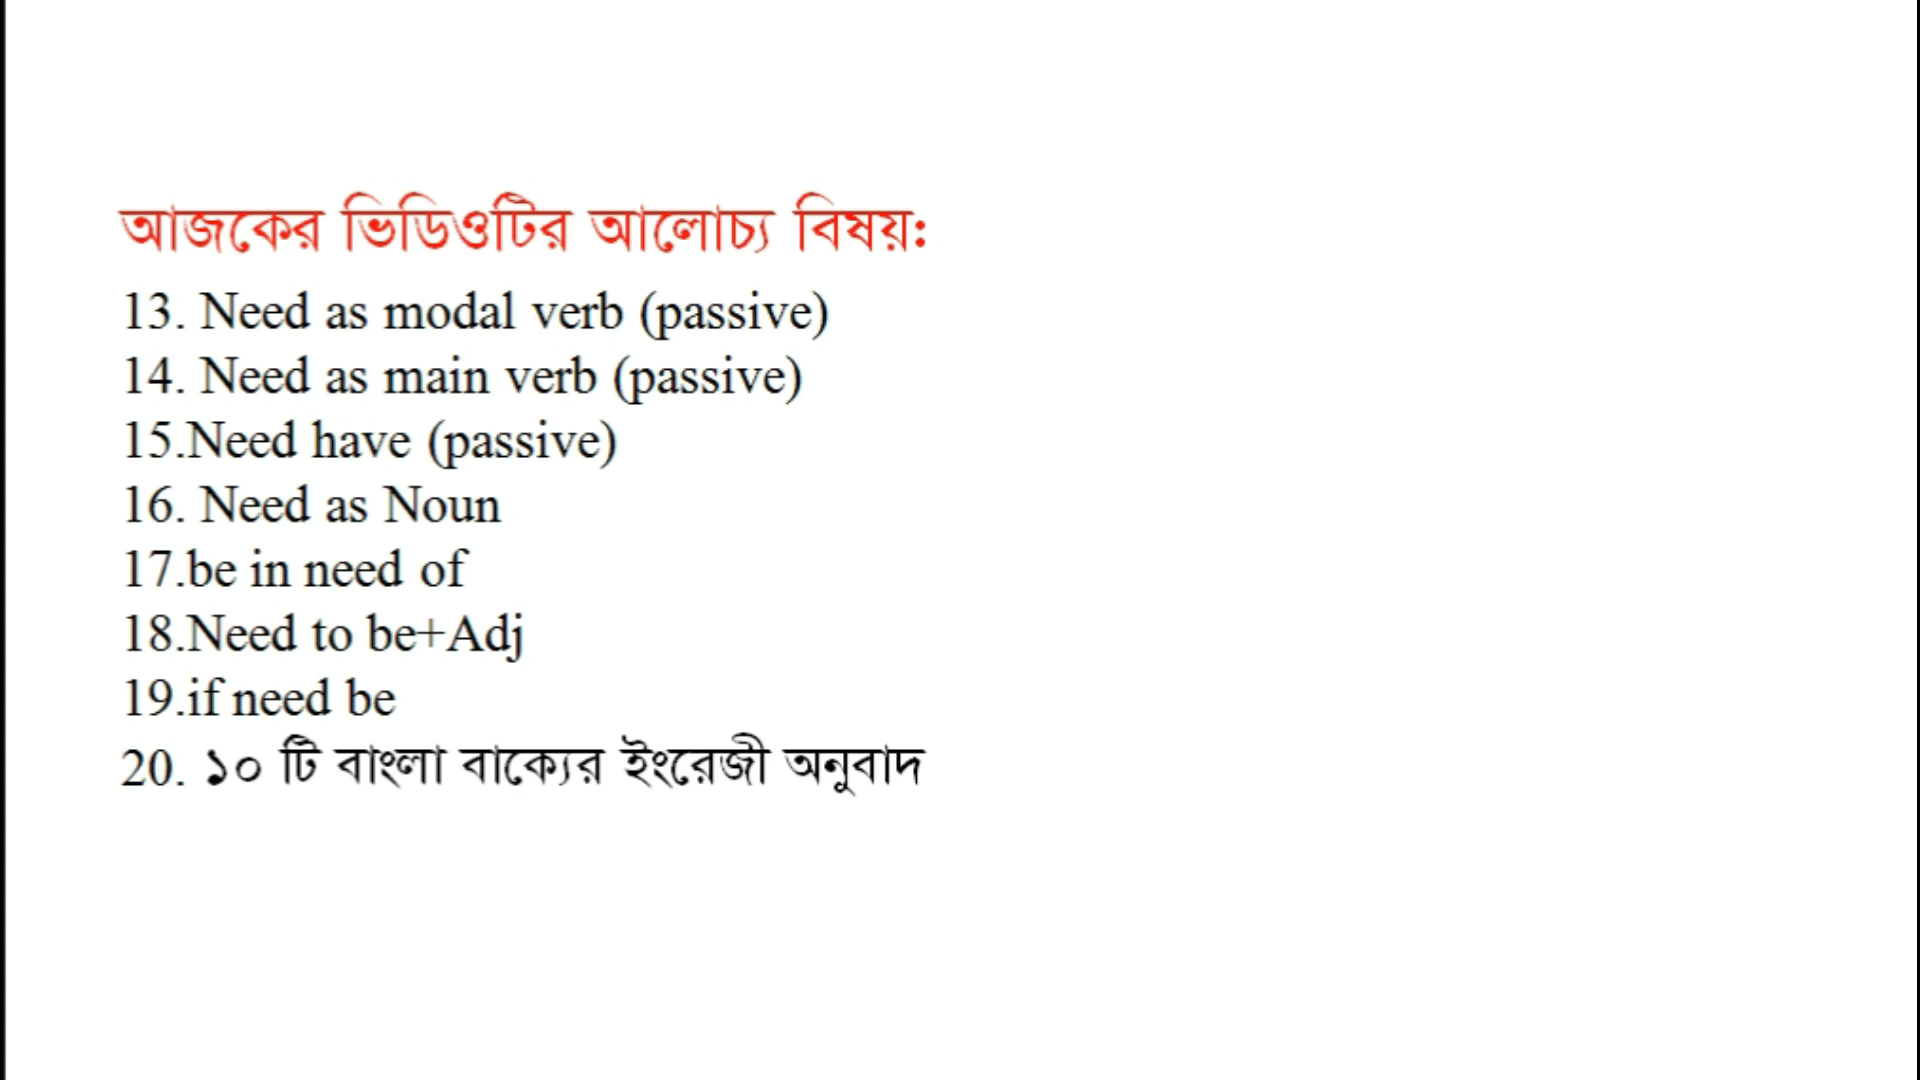 আজকের ভিডিওটির আলোচ্য বিষয়:
13. Need as modal verb (passive)
14. Need as main verb (passive)
15.Need have (passive)
16. Need as Noun
17.be in need of
18.Need to be+Adj
19.if need be
20. ১০ টি বাংলা বাক্যের ইংরেজী অনুবাদ